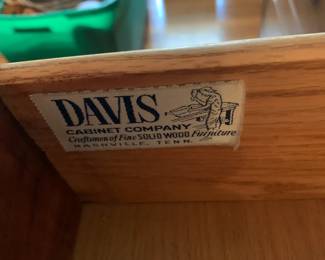 DAVIS
CABINET COMPANY
Craftsmen of Fine SOLID WOOD Furniture
NASHVILLE, TENN.